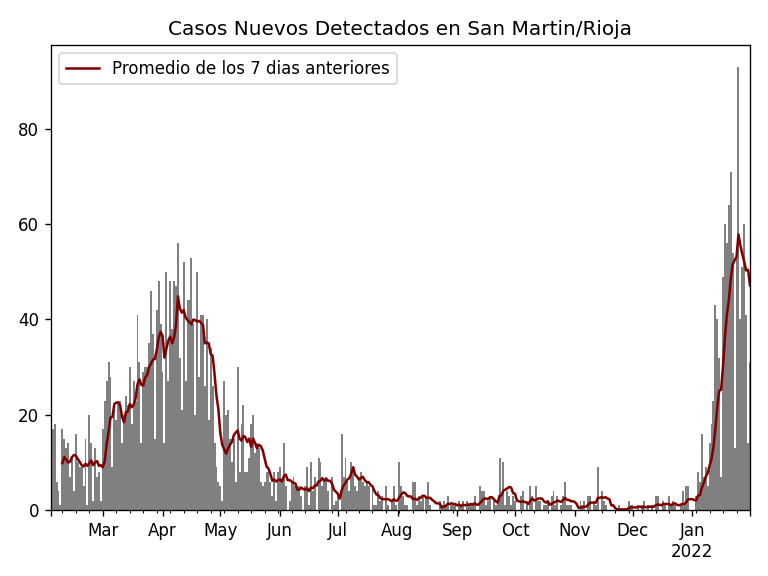 Casos Nuevos Detectados en San Martin/Rioja
Promedio de los 7 dias anteriores
80
60
40
20
0
Mar Apr May Jun Jul Aug Sep Oct Nov Dec Jan
2022